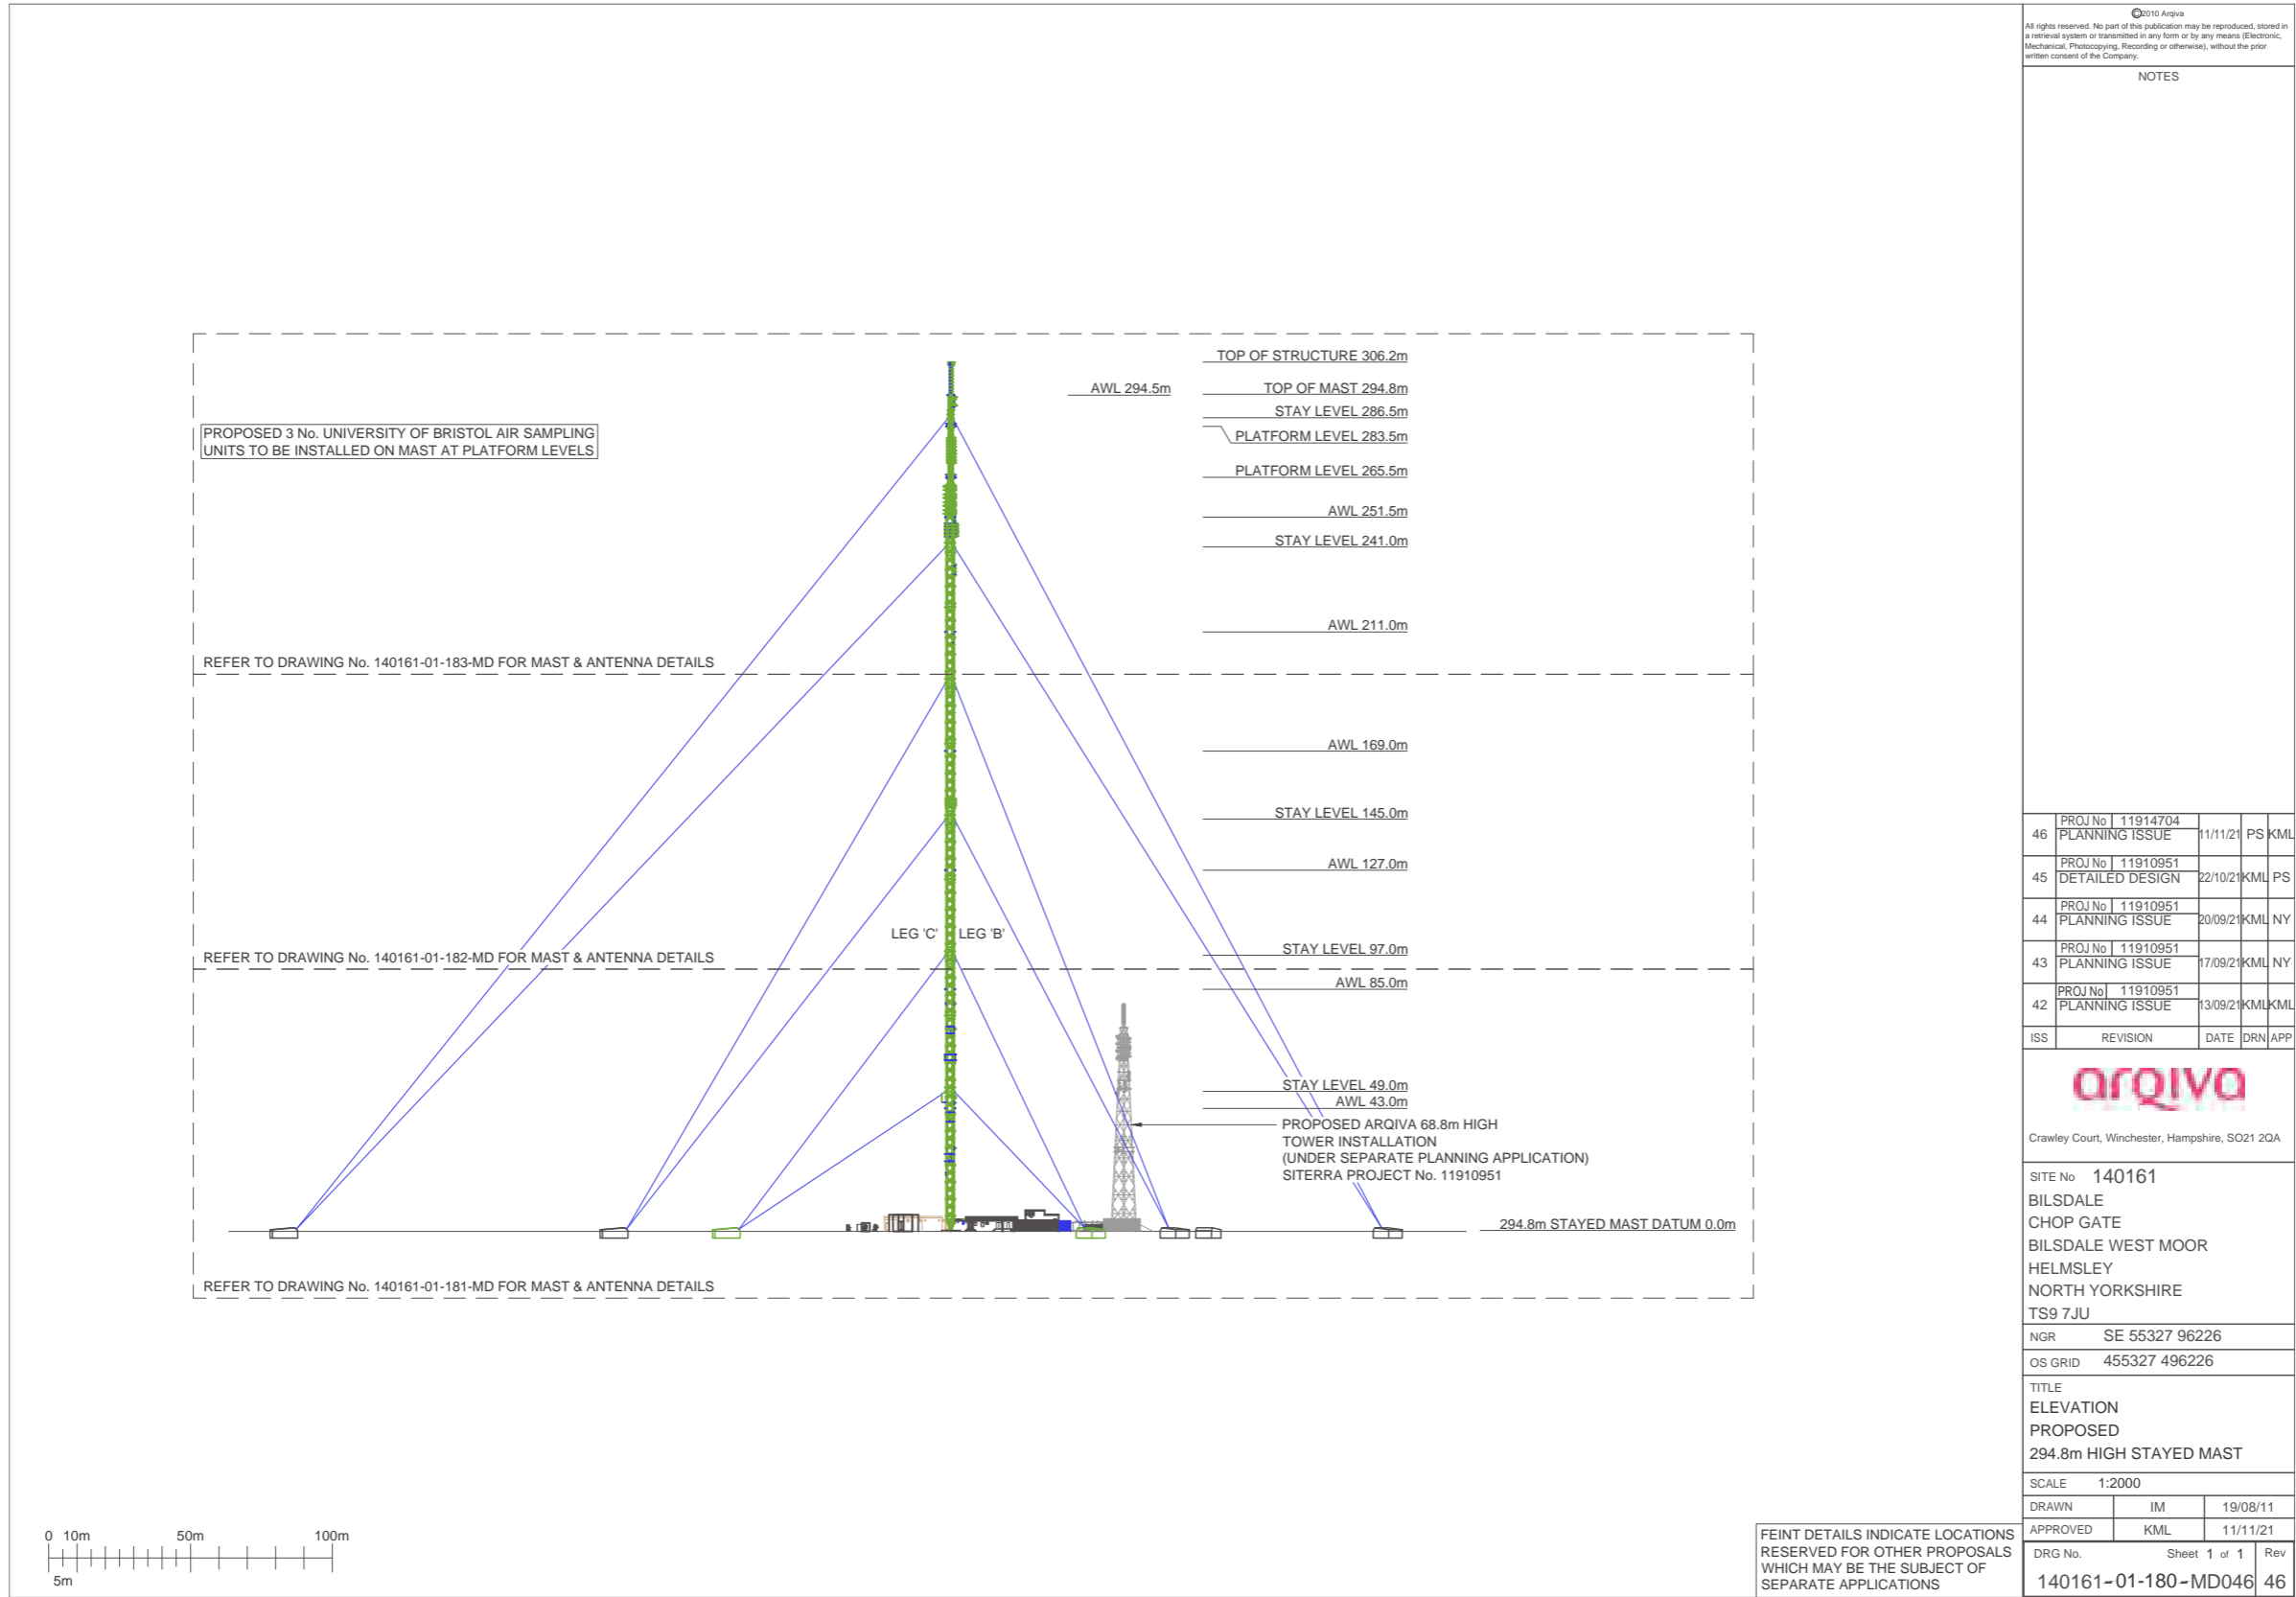 ©2010 Arqiva
All rights reserved. No part of this publication may be reproduced, stored in
a retrieval system or transmitted in any form or by any means (Electronic,
Mechanical, Photocopying, Recording or otherwise), without the prior
written consent of the Company.
NOTES
TOP OF STRUCTURE 306.2m
AWL 294.5m
TOP OF MAST 294.8m
STAY LEVEL 286.5m
PLATFORM LEVEL 283.5m
PROPOSED 3 No. UNIVERSITY OF BRISTOL AIR SAMPLING
UNITS TO BE INSTALLED ON MAST AT PLATFORM LEVELS
PLATFORM LEVEL 265.5m
AWL 251.5m
STAY LEVEL 241.0m
AWL 211.0m
REFER TO DRAWING No. 140161-01-183-MD FOR MAST & ANTENNA DETAILS
AWL 169.0m
STAY LEVEL 145.0m
AWL 127.0m
LEG 'C' LEG 'B'
STAY LEVEL 97.0m
REFER TO DRAWING No. 140161-01-182-MD FOR MAST & ANTENNA DETAILS
AWL 85.0m
STAY LEVEL 49.0m
AWL 43.0m
PROPOSED ARQIVA 68.8m HIGH
TOWER INSTALLATION
(UNDER SEPARATE PLANNING APPLICATION)
SITERRA PROJECT No. 11910951
294.8m STAYED MAST DATUM 0.0m
REFER TO DRAWING No. 140161-01-181-MD FOR MAST & ANTENNA DETAILS
0 10m 50m 100m
5m
FEINT DETAILS INDICATE LOCATIONS
RESERVED FOR OTHER PROPOSALS
WHICH MAY BE THE SUBJECT OF
SEPARATE APPLICATIONS
46 PROJ No 11914704 PLANNING ISSUE 11/11/21 PS KML
45 PROJ No 11910951 DETAILED DESIGN 22/10/21 KML PS
44 PROJ No 11910951 PLANNING ISSUE 20/09/21 KML NY
43 PROJ No 11910951 PLANNING ISSUE 17/09/21 KML NY
42 PROJ No 11910951 PLANNING ISSUE 13/09/21 KML KML
ISS REVISION DATE DRN APP
arqiva
Crawley Court, Winchester, Hampshire, SO21 2QA
SITE No 140161
BILSDALE
CHOP GATE
BILSDALE WEST MOOR
HELMSLEY
NORTH YORKSHIRE
TS9 7JU
NGR SE 55327 96226
OS GRID 455327 496226
TITLE
ELEVATION
PROPOSED
294.8m HIGH STAYED MAST
SCALE 1:2000
DRAWN IM 19/08/11
APPROVED KML 11/11/21
DRG No. Sheet 1 of 1 Rev
140161-01-180-MD046 46